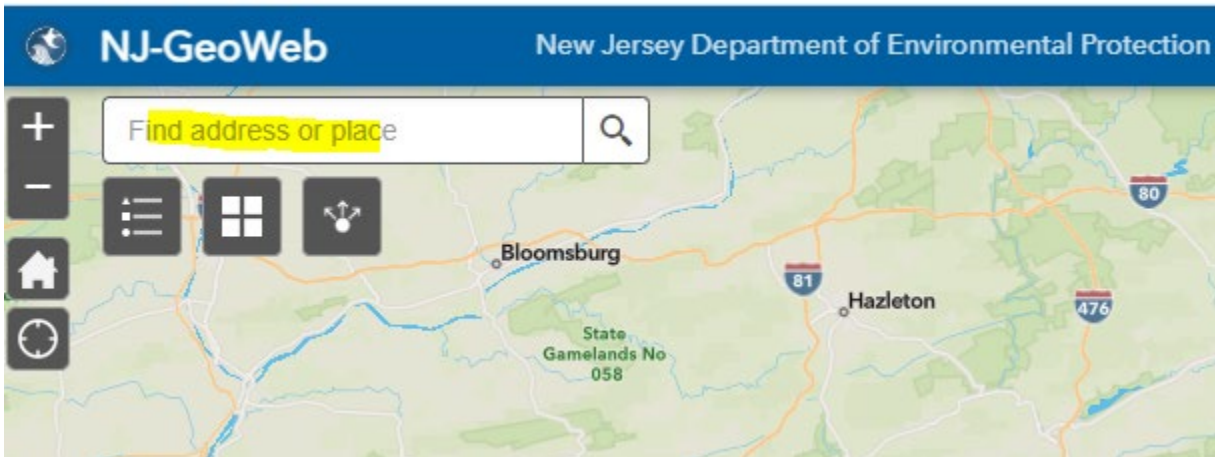 NJ-GeoWeb
New Jersey Department of Environmental Protection
+
Find address or place
−
80
Bloomsburg
81
Hazleton
476
State
Gamelands No
058